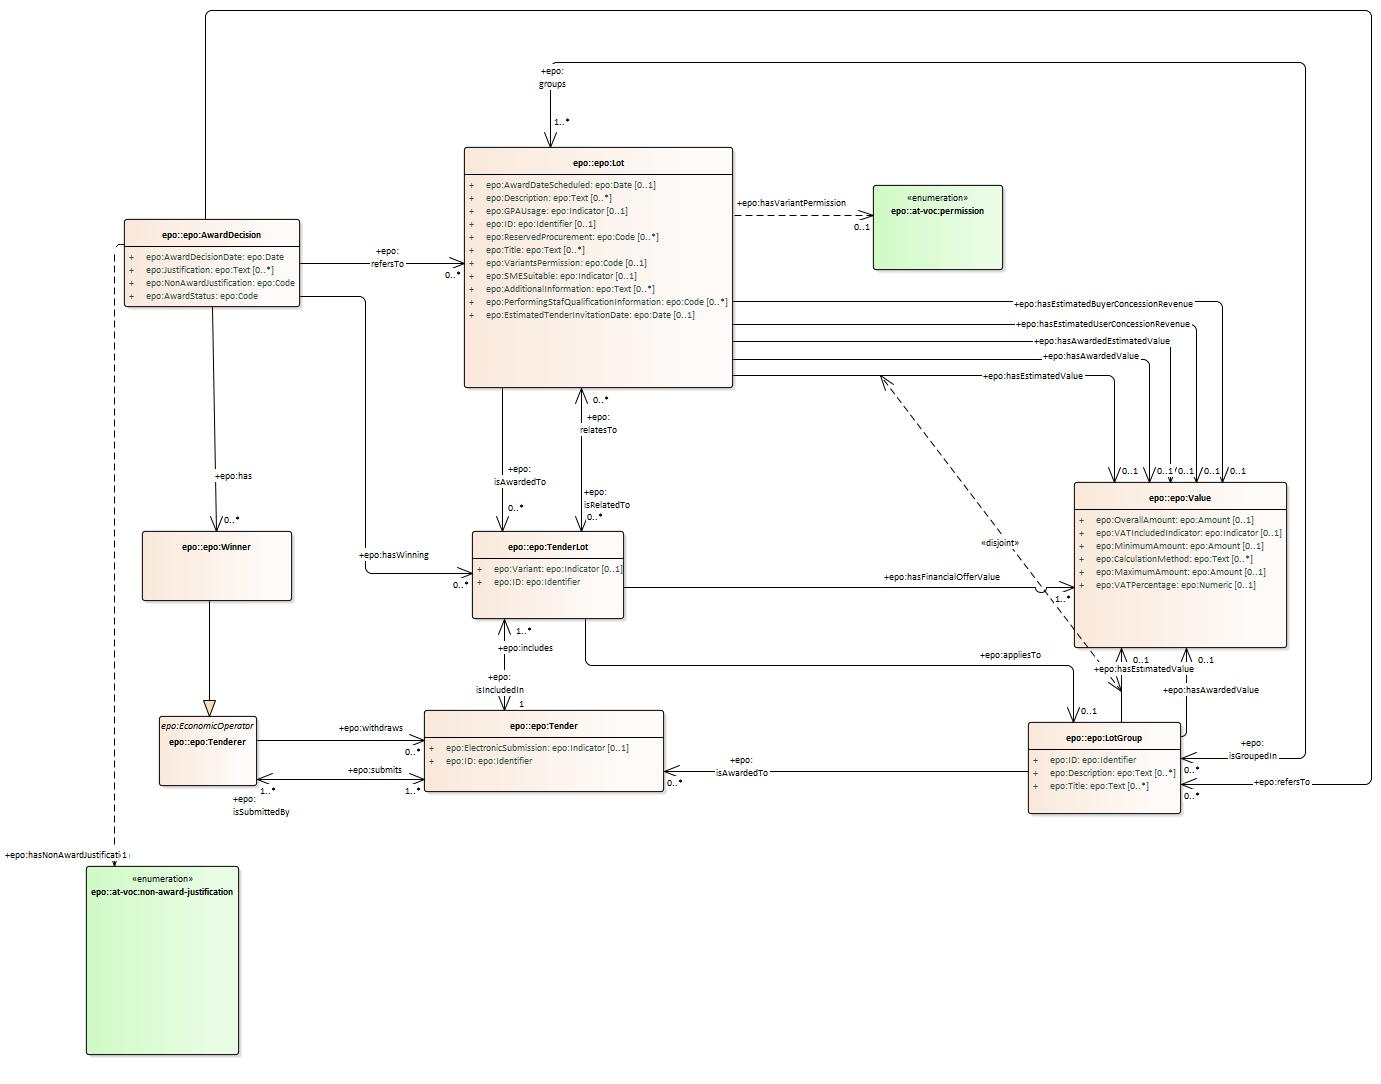 +epo:
groups
1..*
epo::epo:Lot
+ epo:AwardDateScheduled: epo:Date [0..1]
+ epo:Description: epo:Text [0..*]
+ epo:GPAUsage: epo:Indicator [0..1]
+ epo:ID: epo:Identifier [0..1]
+ epo:ReservedProcurement: epo:Code [0..*]
+ epo:Title: epo:Text [0..*]
+ epo:VariantsPermission: epo:Code [0..1]
+ epo:SMESuitable: epo:Indicator [0..1]
+ epo:AdditionalInformation: epo:Text [0..*]
+ epo:PerformingStafQualificationInformation: epo:Code [0..*]
+ epo:EstimatedTenderInvitationDate: epo:Date [0..1]
+epo:hasVariantPermission
0..1
«enumeration»
epo::at-voc:permission
epo::epo:AwardDecision
+ epo:AwardDecisionDate: epo:Date
+ epo:Justification: epo:Text [0..*]
+ epo:NonAwardJustification: epo:Code
+ epo:AwardStatus: epo:Code
+epo:
refersTo
0..*
+epo:hasEstimatedBuyerConcessionRevenue
+epo:hasEstimatedUserConcessionRevenue
+epo:hasAwardedEstimatedValue
+epo:hasAwardedValue
+epo:hasEstimatedValue
0..*
+epo:
relatesTo
+epo:has
0..*
+epo:
isAwardedTo
0..*
+epo:
isRelatedTo
0..*
0..1
0..1
0..1
0..1
0..1
epo::epo:Value
+ epo:OverallAmount: epo:Amount [0..1]
+ epo:VATIncludedIndicator: epo:Indicator [0..1]
+ epo:MinimumAmount: epo:Amount [0..1]
+ epo:CalculationMethod: epo:Text [0..*]
+ epo:MaximumAmount: epo:Amount [0..1]
+ epo:VATPercentage: epo:Numeric [0..1]
«disjoint»
epo::epo:Winner
+epo:hasWinning
0..*
epo::epo:TenderLot
+ epo:Variant: epo:Indicator [0..1]
+ epo:ID: epo:Identifier
+epo:hasFinancialOfferValue
1..*
1..*
+epo:includes
+epo:
isIncludedIn
1
+epo:appliesTo
0..1
0..1
+epo:hasEstimatedValue
0..1
+epo:hasAwardedValue
epo:EconomicOperator
epo::epo:Tenderer
+epo:withdraws
0..*
+epo:submits
1..*
1..*
+epo:
isSubmittedBy
epo::epo:Tender
+ epo:ElectronicSubmission: epo:Indicator [0..1]
+ epo:ID: epo:Identifier
+epo:
isAwardedTo
0..*
epo::epo:LotGroup
+ epo:ID: epo:Identifier
+ epo:Description: epo:Text [0..*]
+ epo:Title: epo:Text [0..*]
+epo:
isGroupedIn
0..*
+epo:refersTo
0..*
+epo:hasNonAwardJustificati
1
«enumeration»
epo::at-voc:non-award-justification